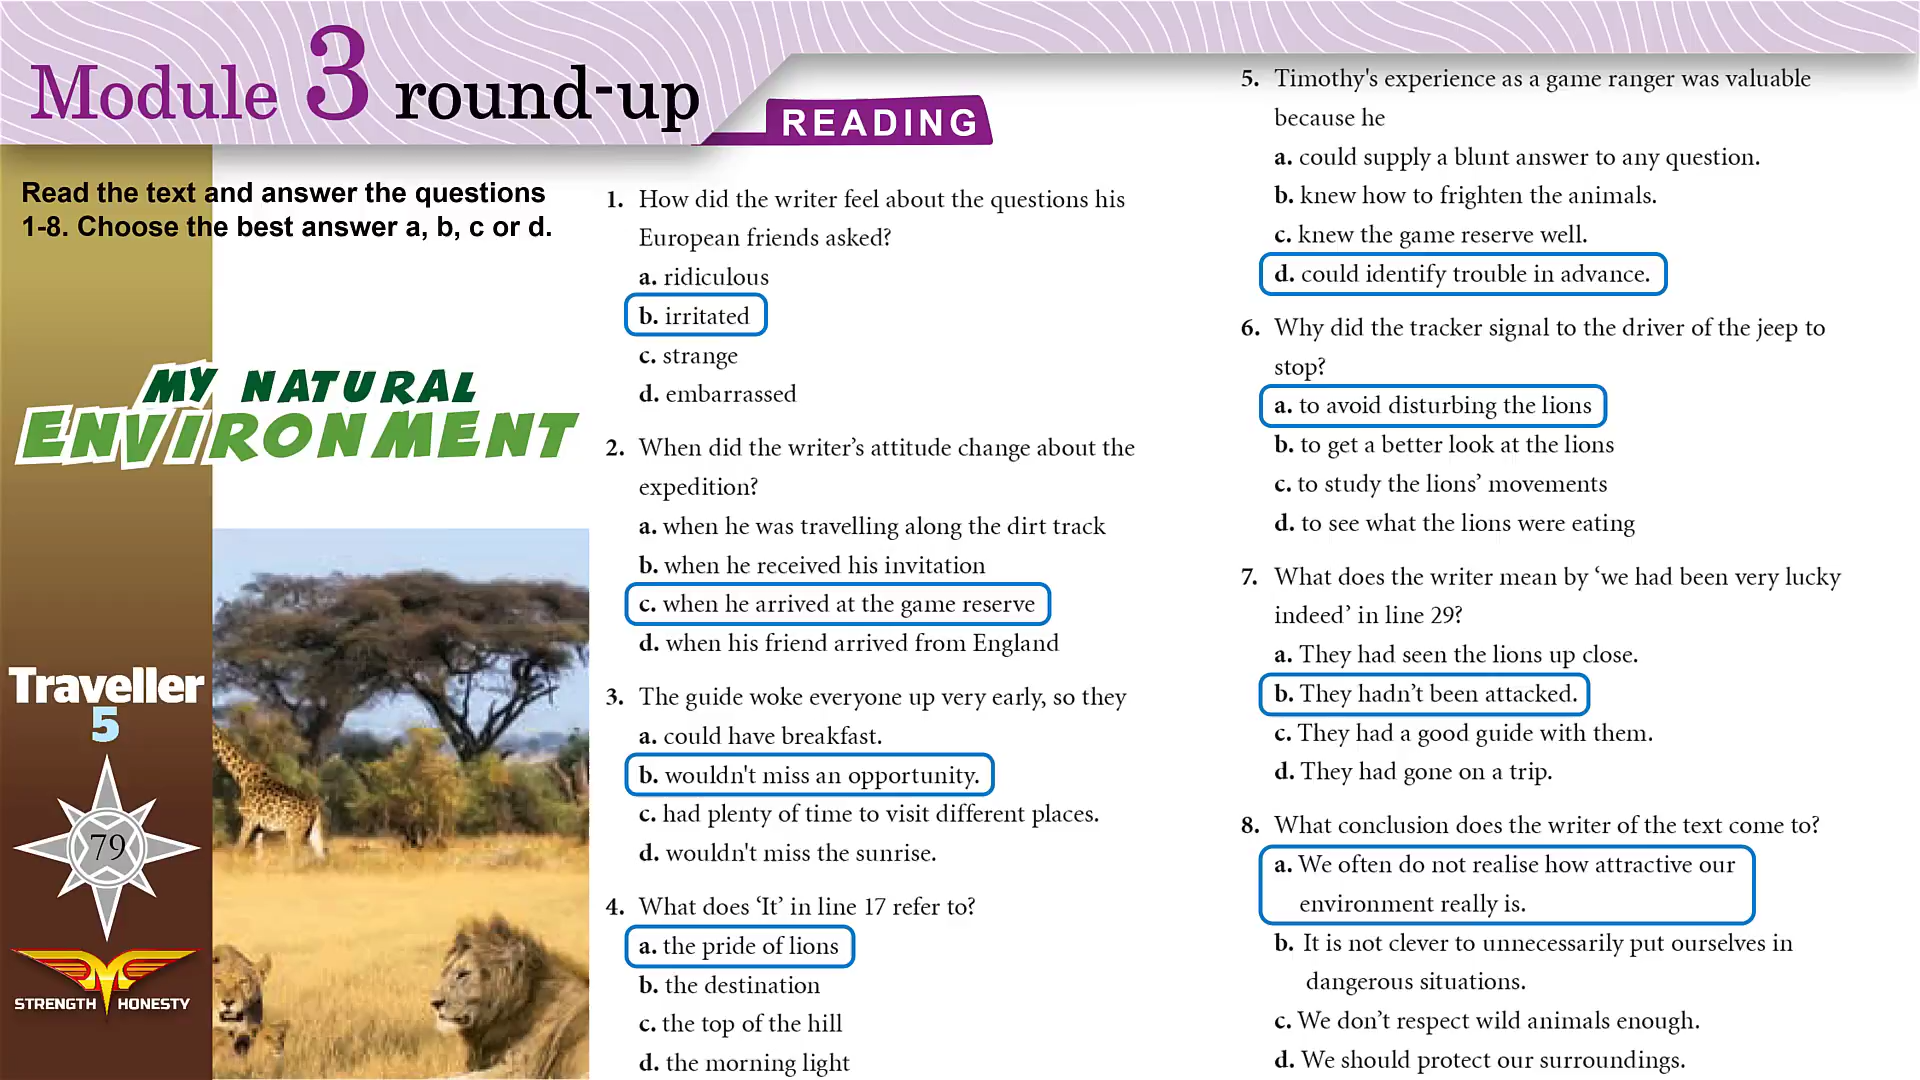 Module 3 round-up
READING
Read the text and answer the questions
1-8. Choose the best answer a, b, c or d.
MY NATURAL
ENVIRONMENT
Traveller
5
79
STRENGTH HONESTY
1. How did the writer feel about the questions his
European friends asked?
a. ridiculous
b. irritated
c. strange
d. embarrassed
2. When did the writer’s attitude change about the
expedition?
a. when he was travelling along the dirt track
b. when he received his invitation
c. when he arrived at the game reserve
d. when his friend arrived from England
3. The guide woke everyone up very early, so they
a. could have breakfast.
b. wouldn't miss an opportunity.
c. had plenty of time to visit different places.
d. wouldn't miss the sunrise.
4. What does ‘It’ in line 17 refer to?
a. the pride of lions
b. the destination
c. the top of the hill
d. the morning light
5. Timothy's experience as a game ranger was valuable
because he
a. could supply a blunt answer to any question.
b. knew how to frighten the animals.
c. knew the game reserve well.
d. could identify trouble in advance.
6. Why did the tracker signal to the driver of the jeep to
stop?
a. to avoid disturbing the lions
b. to get a better look at the lions
c. to study the lions’ movements
d. to see what the lions were eating
7. What does the writer mean by ‘we had been very lucky
indeed’ in line 29?
a. They had seen the lions up close.
b. They hadn’t been attacked.
c. They had a good guide with them.
d. They had gone on a trip.
8. What conclusion does the writer of the text come to?
a. We often do not realise how attractive our
environment really is.
b. It is not clever to unnecessarily put ourselves in
dangerous situations.
c. We don’t respect wild animals enough.
d. We should protect our surroundings.